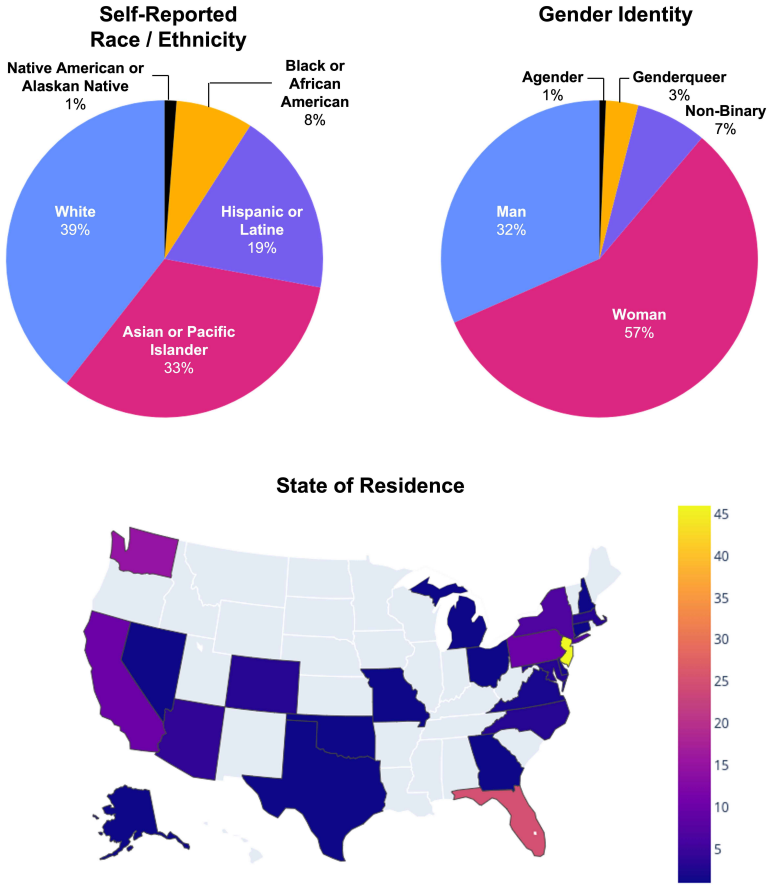 Self-Reported
Race / Ethnicity
Native American or
Alaskan Native
1%
Black or
African
American
8%
White
39%
Hispanic or
Latine
19%
Asian or Pacific
Islander
33%
Gender Identity
Agender
1%
Genderqueer
3%
Non-Binary
7%
Man
32%
Woman
57%
State of Residence
45
40
35
30
25
20
15
10
5